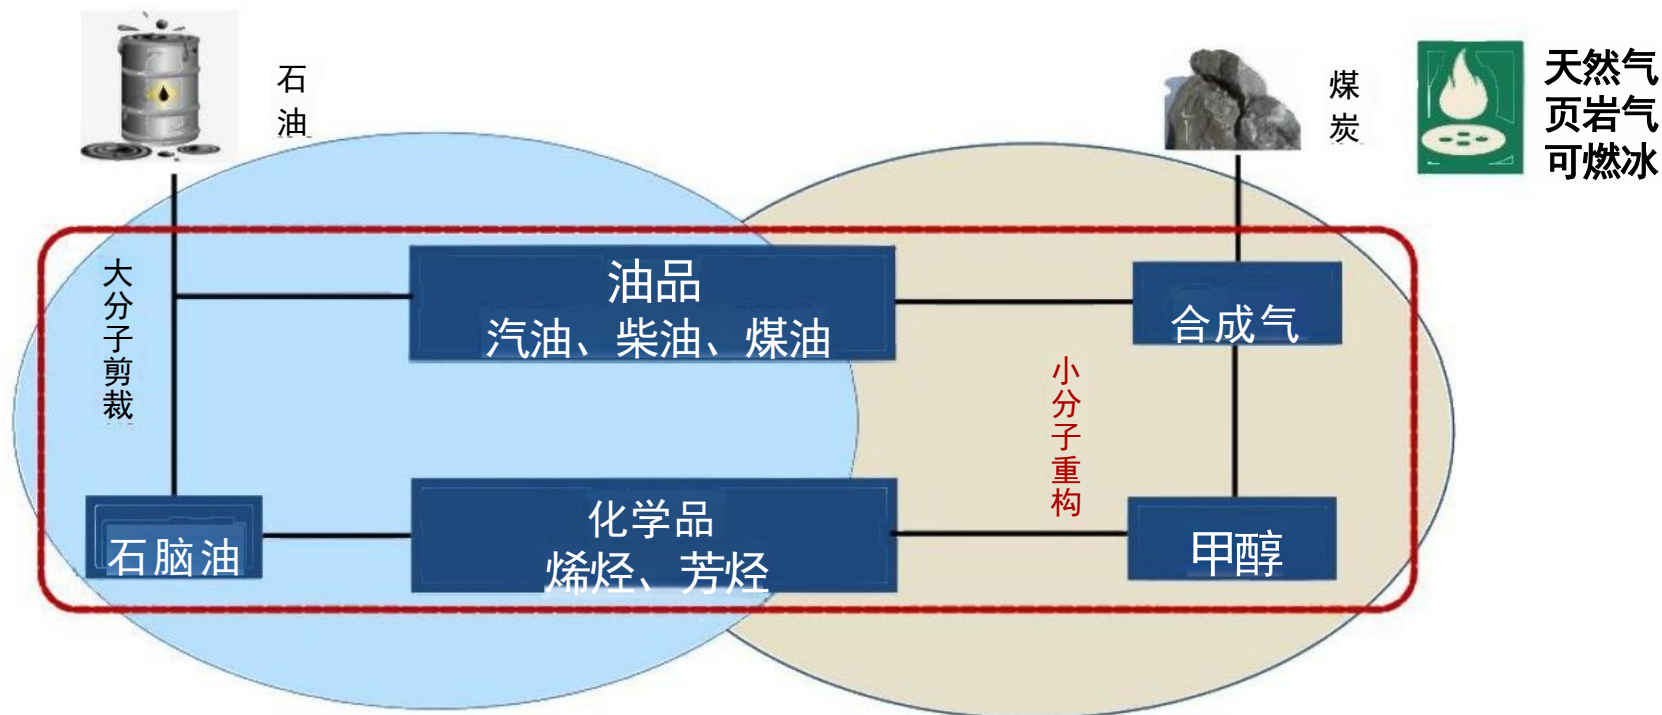 石油
煤炭
天然气
页岩气
可燃冰
大分子剪裁
油品
汽油、柴油、煤油
合成气
小分子重构
石脑油
化学品
烯烃、芳烃
甲醇